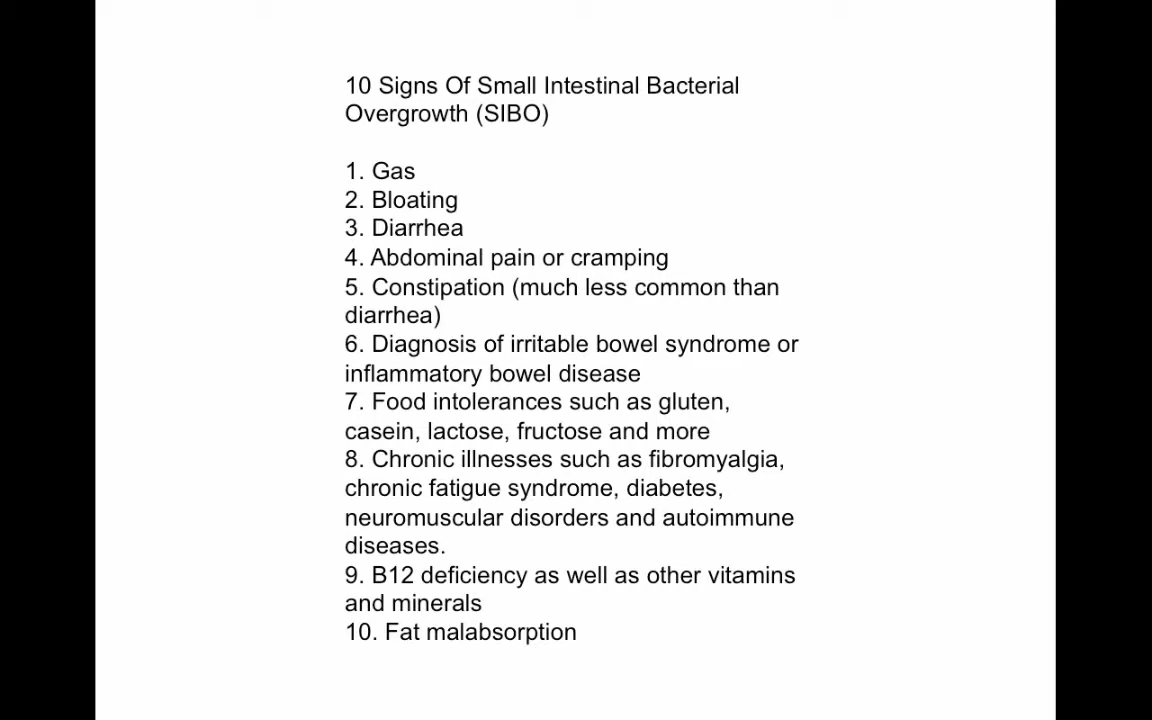 10 Signs Of Small Intestinal Bacterial
Overgrowth (SIBO)
1. Gas
2. Bloating
3. Diarrhea
4. Abdominal pain or cramping
5. Constipation (much less common than
diarrhea)
6. Diagnosis of irritable bowel syndrome or
inflammatory bowel disease
7. Food intolerances such as gluten,
casein, lactose, fructose and more
8. Chronic illnesses such as fibromyalgia,
chronic fatigue syndrome, diabetes,
neuromuscular disorders and autoimmune
diseases.
9. B12 deficiency as well as other vitamins
and minerals
10. Fat malabsorption